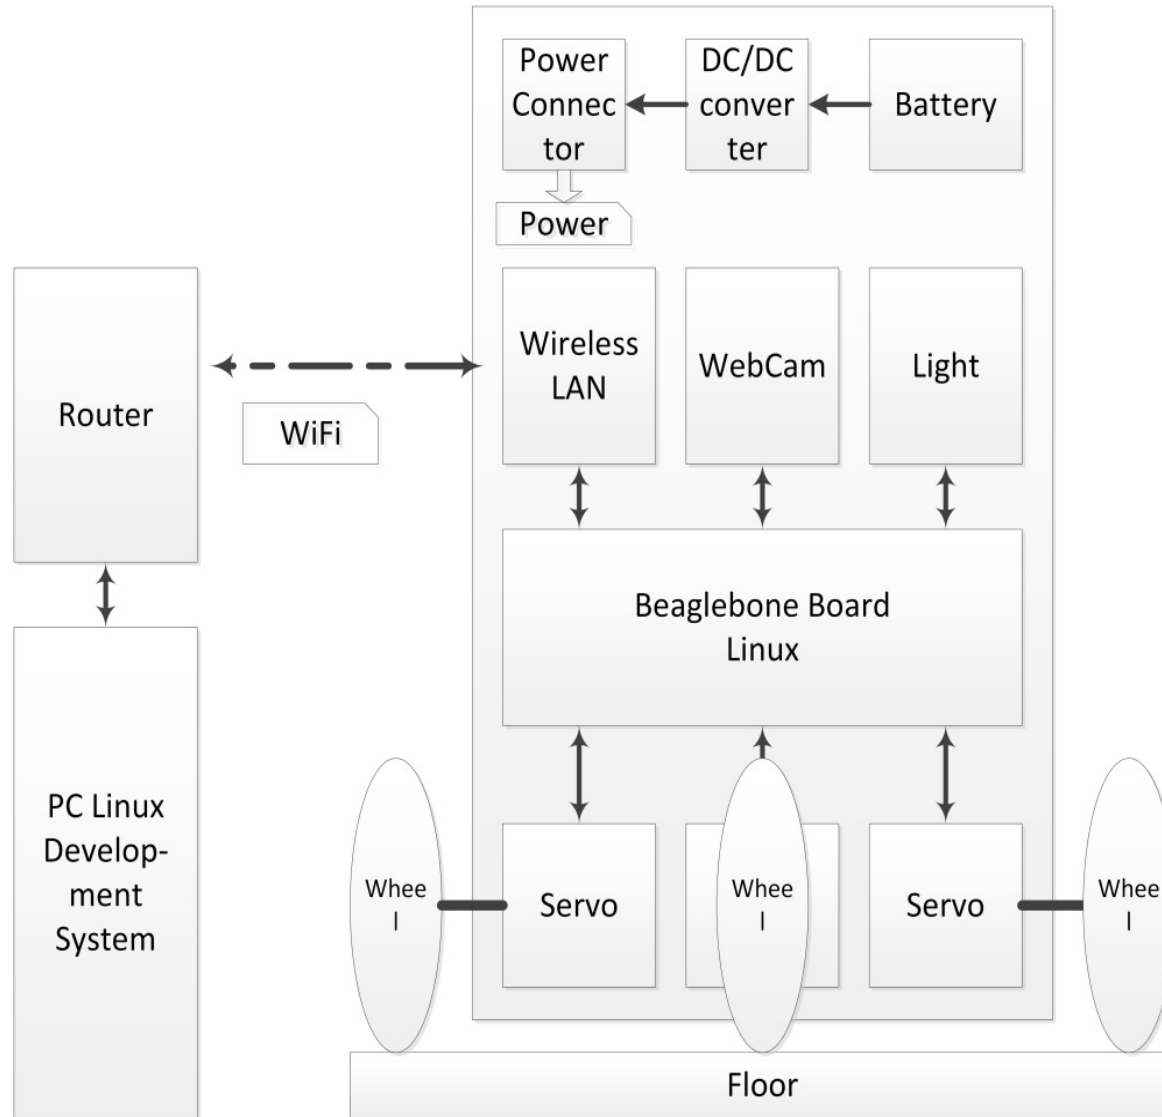 Power
Connec
tor
DC/DC
conver
ter
Battery
Power
Router
WiFi
Wireless
LAN
WebCam
Light
Beaglebone Board
Linux
PC Linux
Develop-
ment
System
Whee
l
Servo
Whee
l
Servo
Whee
l
Floor